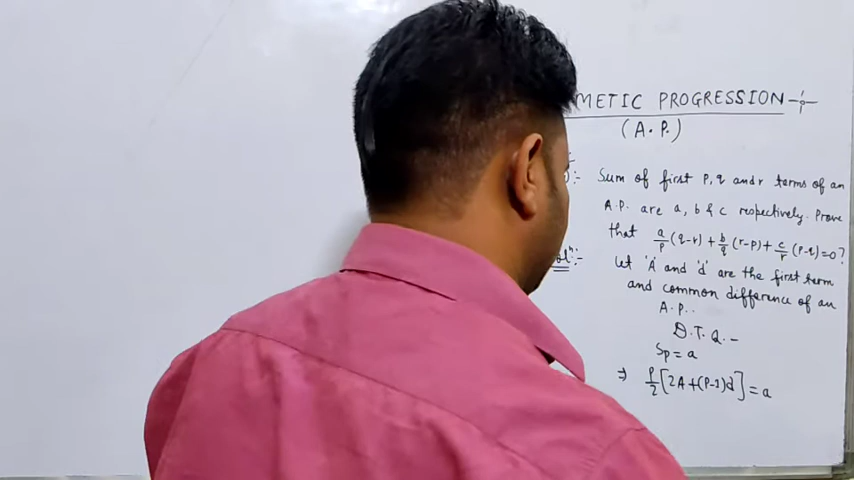 METIC PROGRESSION
(A.P.)
:- Sum of first p, q and r terms of an
A.P. are a, b & c respectively. Prove
that a/p (q-r) + b/q (r-p) + c/r (p-q) = 0 ?
Solⁿ:- Let 'A' and 'd' are the first term
and common difference of an
A.P..
D.T.Q.-
Sp = a
⇒ p/2 [2A+(p-1)d] = a